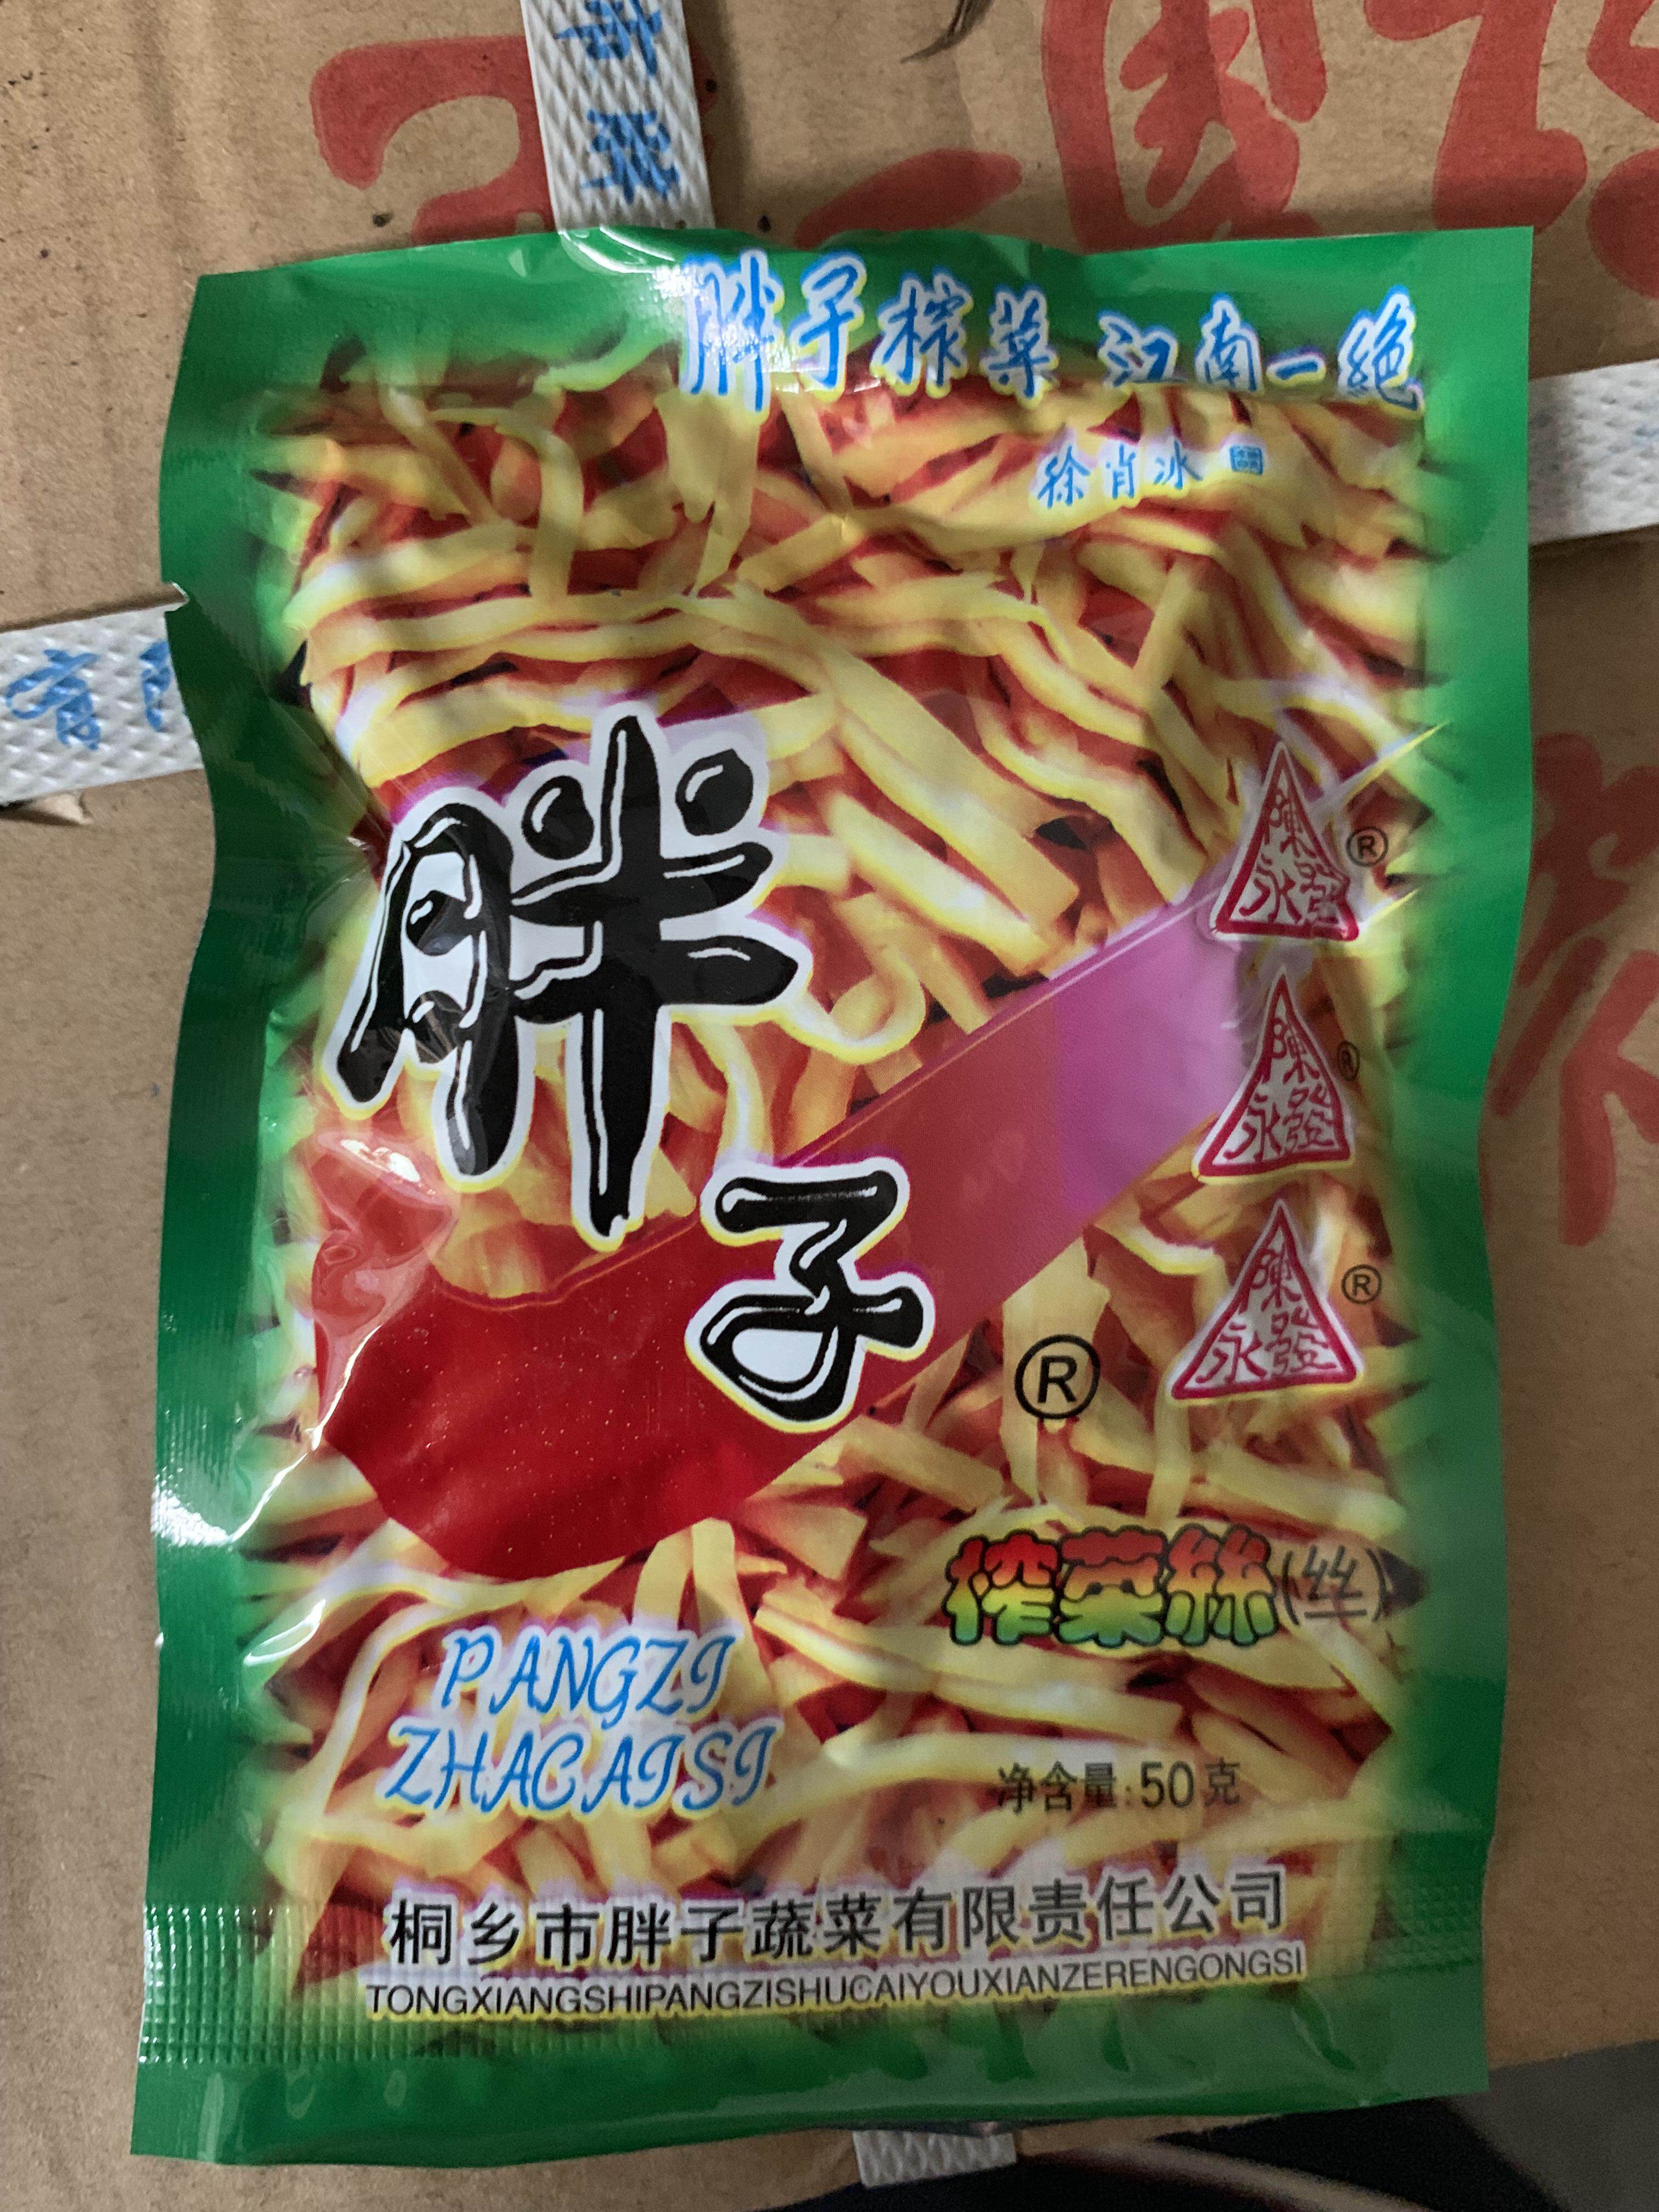 胖子榨菜 江南一绝
徐肖冰
胖子®
陳永發®
陳永發®
陳永發®
榨菜絲(丝)
PANGZI
ZHACAISI
净含量:50克
桐乡市胖子蔬菜有限责任公司
TONGXIANGSHIPANGZISHUCAIYOUXIANZERENGONGSI